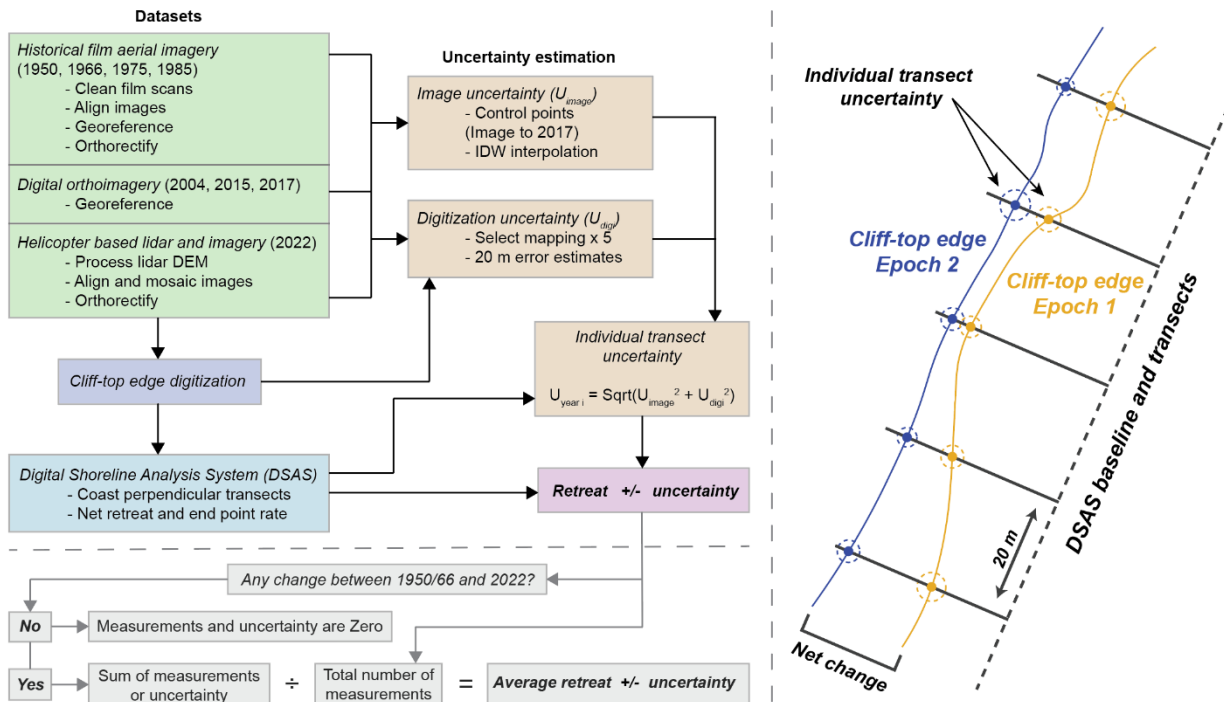 Datasets
Historical film aerial imagery
(1950, 1966, 1975, 1985)
- Clean film scans
- Align images
- Georeference
- Orthorectify
Digital orthoimagery (2004, 2015, 2017)
- Georeference
Helicopter based lidar and imagery (2022)
- Process lidar DEM
- Align and mosaic images
- Orthorectify
Uncertainty estimation
Image uncertainty (U_image)
- Control points
(Image to 2017)
- IDW interpolation
Digitization uncertainty (U_digi)
- Select mapping x 5
- 20 m error estimates
Cliff-top edge digitization
Individual transect
uncertainty
U_year i = Sqrt(U_image² + U_digi²)
Digital Shoreline Analysis System (DSAS)
- Coast perpendicular transects
- Net retreat and end point rate
Retreat +/- uncertainty
Any change between 1950/66 and 2022?
No
Measurements and uncertainty are Zero
Yes
Sum of measurements
or uncertainty
÷
Total number of
measurements
=
Average retreat +/- uncertainty
Individual transect
uncertainty
Cliff-top edge
Epoch 2
Cliff-top edge
Epoch 1
DSAS baseline and transects
20 m
Net change